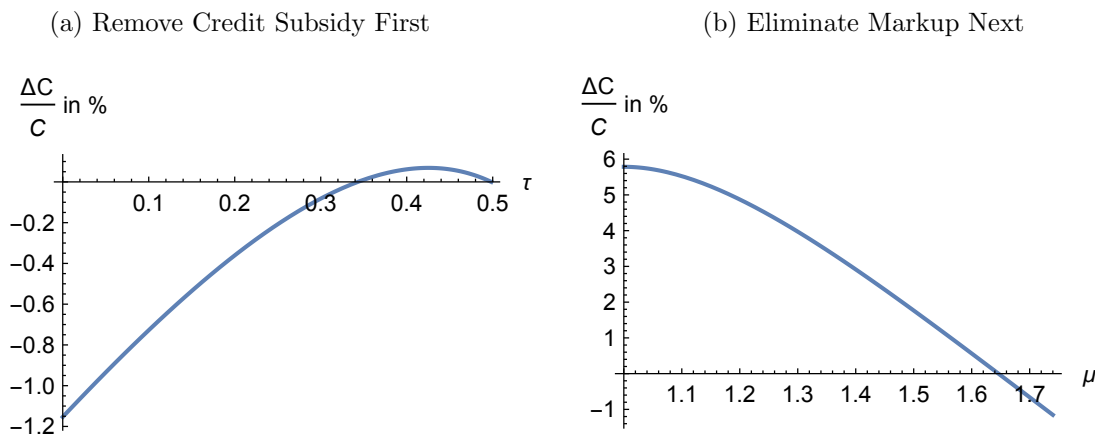 (a) Remove Credit Subsidy First
ΔC
C
in %
0.1 0.2 0.3 0.4 0.5 τ
−0.2
−0.4
−0.6
−0.8
−1.0
−1.2
(b) Eliminate Markup Next
ΔC
C
in %
6
5
4
3
2
1
1.1 1.2 1.3 1.4 1.5 1.6 1.7 μ
−1